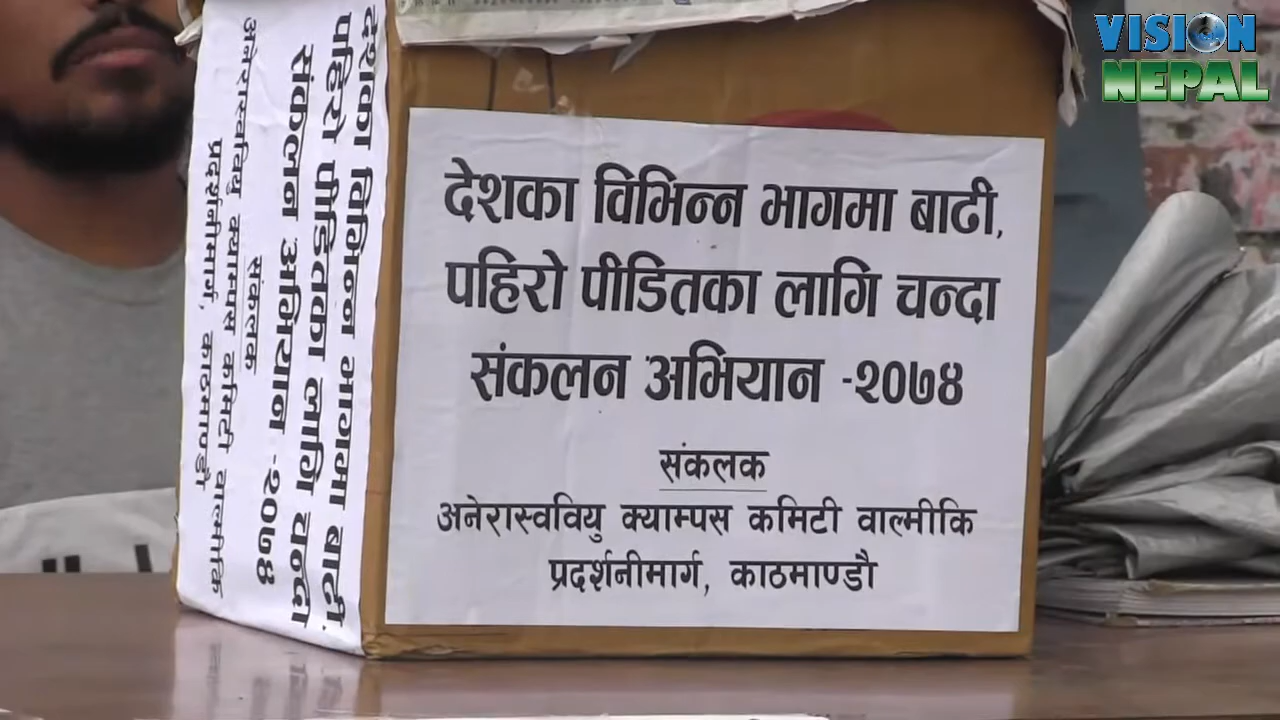 VISION
NEPAL
देशका विभिन्न भागमा बाढी,
पहिरो पीडितका लागि चन्दा
संकलन अभियान -२०७४
संकलक
अनेरास्ववियु क्याम्पस कमिटी वाल्मीकि
प्रदर्शनीमार्ग, काठमाण्डौ
देशका विभिन्न भागमा बाढी,
पहिरो पीडितका लागि चन्दा
संकलन अभियान -२०७४
संकलक
अनेरास्ववियु क्याम्पस कमिटी वाल्मीकि
प्रदर्शनीमार्ग, काठमाण्डौ